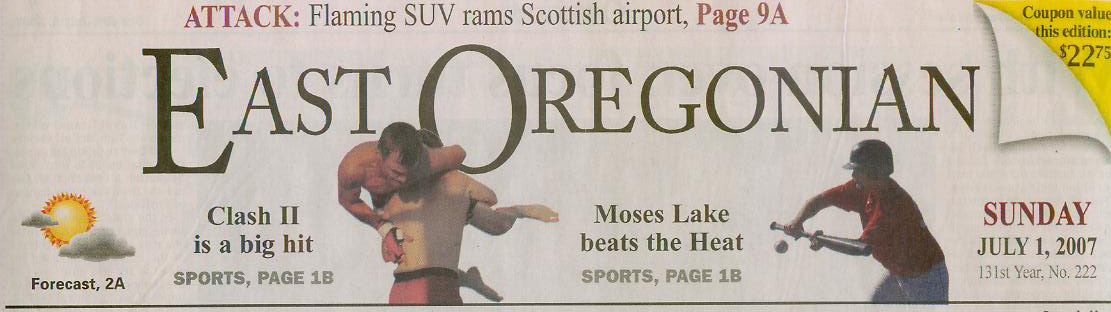 ATTACK: Flaming SUV rams Scottish airport, Page 9A
Coupon value
this edition:
$2275
EAST OREGONIAN
Forecast, 2A
Clash II
is a big hit
SPORTS, PAGE 1B
Moses Lake
beats the Heat
SPORTS, PAGE 1B
SUNDAY
JULY 1, 2007
131st Year, No. 222